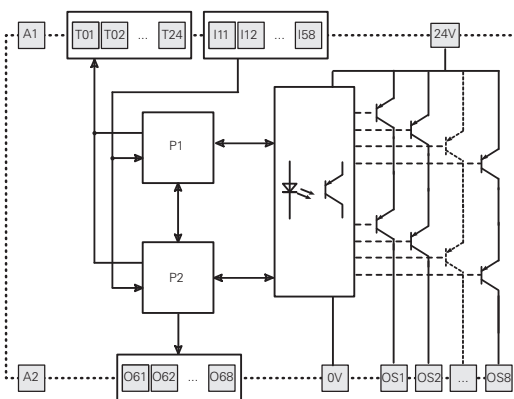 A1 T01 T02 ... T24 I11 I12 ... I58 24V
P1
P2
A2 O61 O62 ... O68 0V OS1 OS2 ... OS8